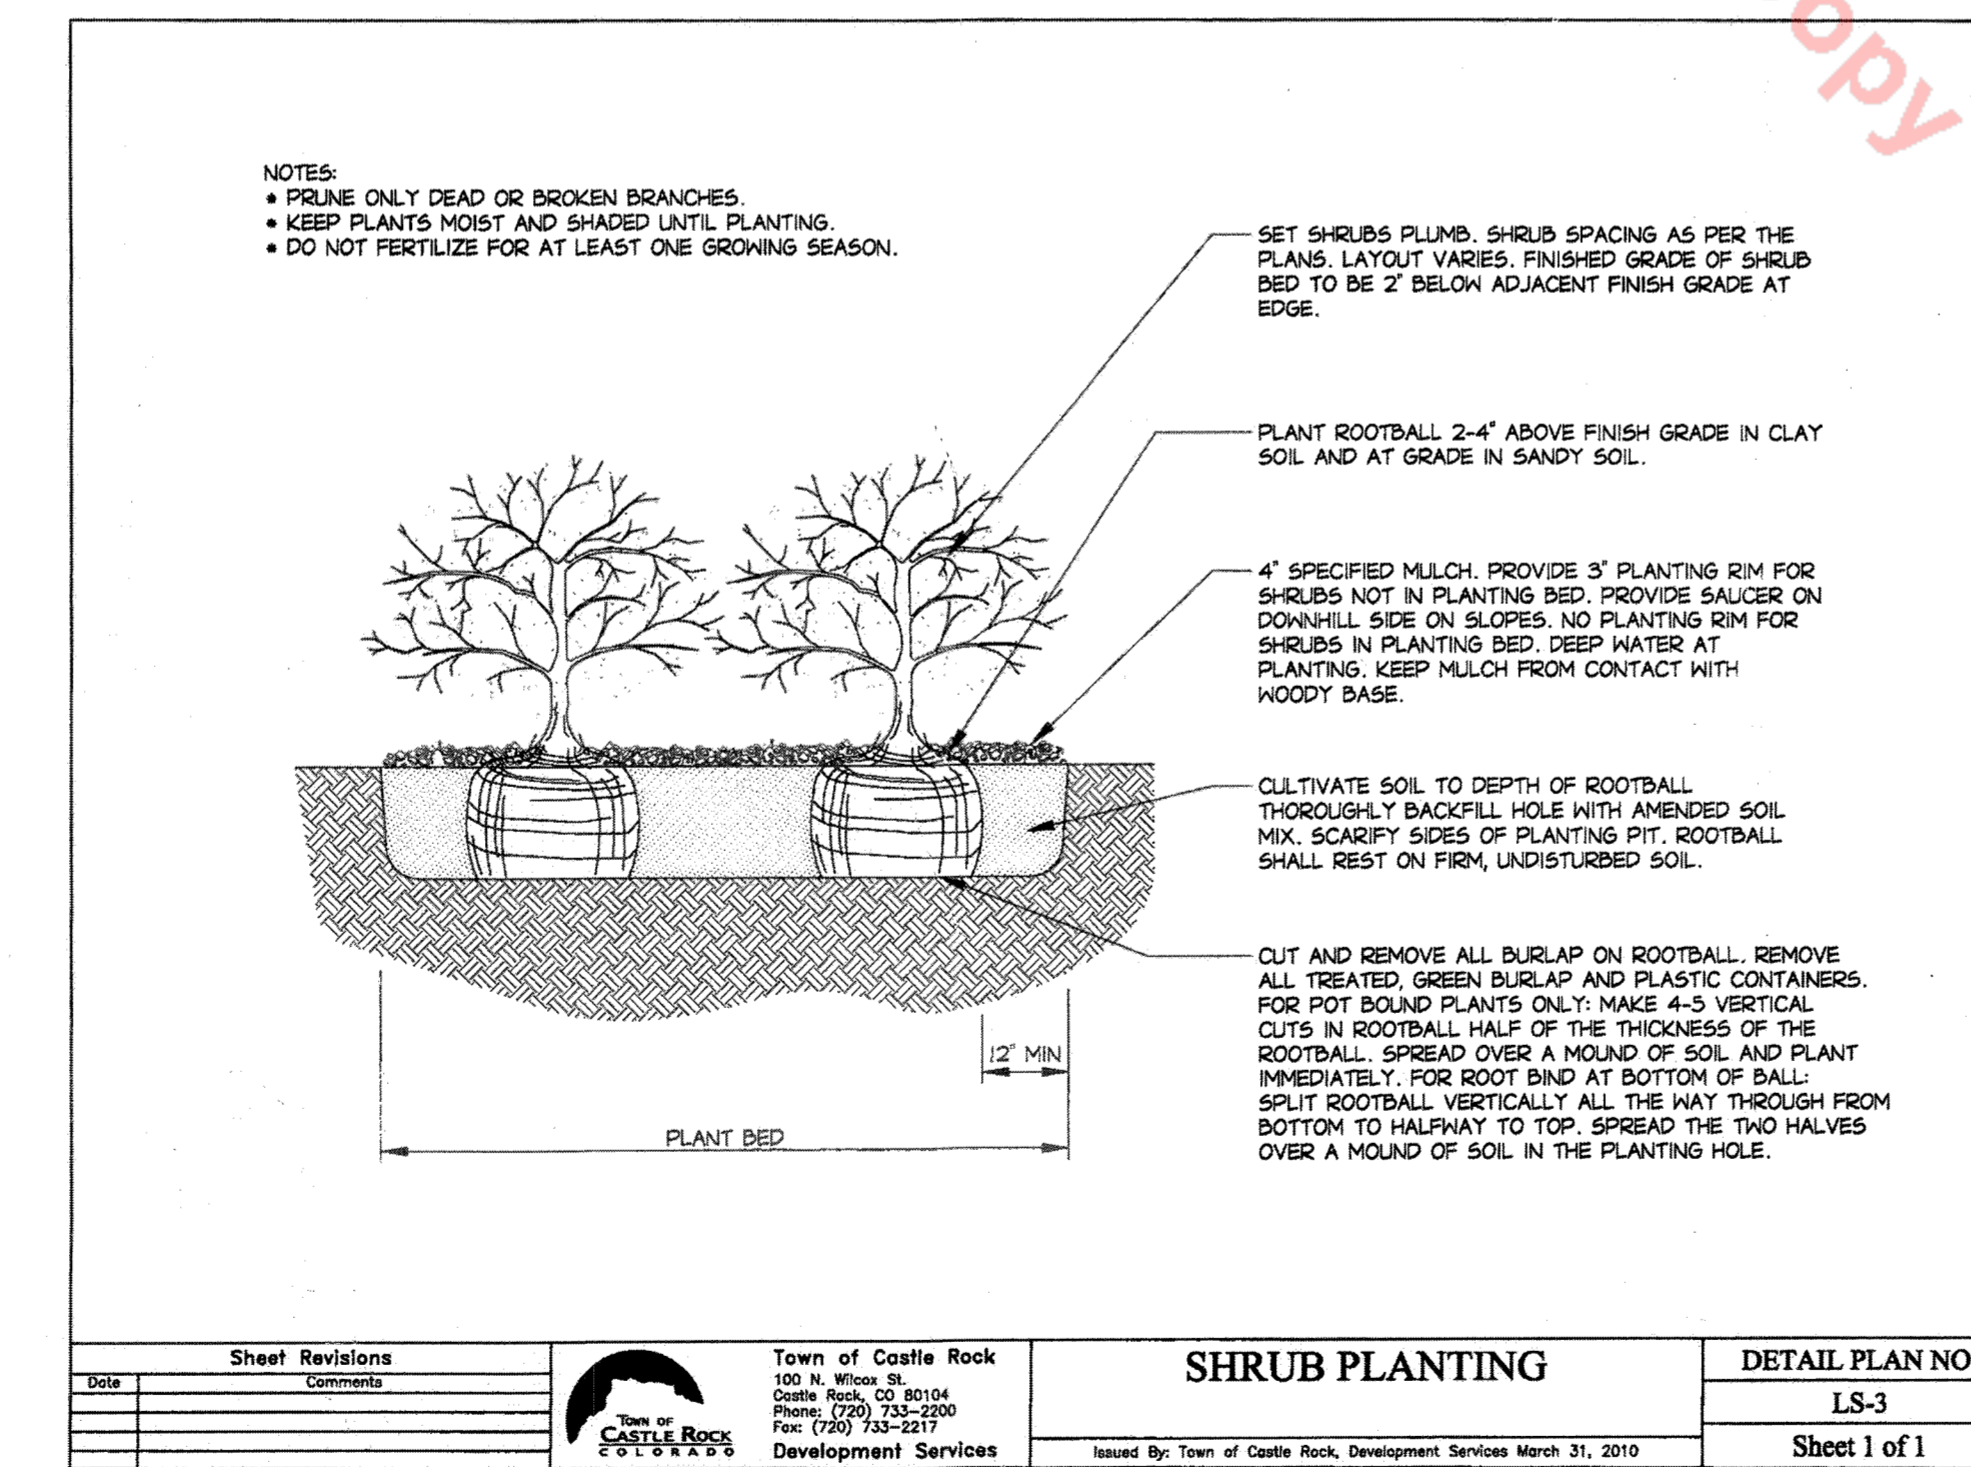 opy
NOTES:
* PRUNE ONLY DEAD OR BROKEN BRANCHES.
* KEEP PLANTS MOIST AND SHADED UNTIL PLANTING.
* DO NOT FERTILIZE FOR AT LEAST ONE GROWING SEASON.
SET SHRUBS PLUMB. SHRUB SPACING AS PER THE
PLANS. LAYOUT VARIES. FINISHED GRADE OF SHRUB
BED TO BE 2" BELOW ADJACENT FINISH GRADE AT
EDGE.
PLANT ROOTBALL 2-4" ABOVE FINISH GRADE IN CLAY
SOIL AND AT GRADE IN SANDY SOIL.
4" SPECIFIED MULCH. PROVIDE 3" PLANTING RIM FOR
SHRUBS NOT IN PLANTING BED. PROVIDE SAUCER ON
DOWNHILL SIDE ON SLOPES. NO PLANTING RIM FOR
SHRUBS IN PLANTING BED. DEEP WATER AT
PLANTING. KEEP MULCH FROM CONTACT WITH
WOODY BASE.
CULTIVATE SOIL TO DEPTH OF ROOTBALL
THOROUGHLY BACKFILL HOLE WITH AMENDED SOIL
MIX. SCARIFY SIDES OF PLANTING PIT. ROOTBALL
SHALL REST ON FIRM, UNDISTURBED SOIL.
CUT AND REMOVE ALL BURLAP ON ROOTBALL. REMOVE
ALL TREATED, GREEN BURLAP AND PLASTIC CONTAINERS.
FOR POT BOUND PLANTS ONLY: MAKE 4-5 VERTICAL
CUTS IN ROOTBALL HALF OF THE THICKNESS OF THE
ROOTBALL. SPREAD OVER A MOUND OF SOIL AND PLANT
IMMEDIATELY. FOR ROOT BIND AT BOTTOM OF BALL:
SPLIT ROOTBALL VERTICALLY ALL THE WAY THROUGH FROM
BOTTOM TO HALFWAY TO TOP. SPREAD THE TWO HALVES
OVER A MOUND OF SOIL IN THE PLANTING HOLE.
12" MIN
PLANT BED
Sheet Revisions
Date
Comments
TOWN OF
CASTLE ROCK
COLORADO
Town of Castle Rock
100 N. Wilcox St.
Castle Rock, CO 80104
Phone: (720) 733-2200
Fax: (720) 733-2217
Development Services
SHRUB PLANTING
Issued By: Town of Castle Rock, Development Services March 31, 2010
DETAIL PLAN NO
LS-3
Sheet 1 of 1